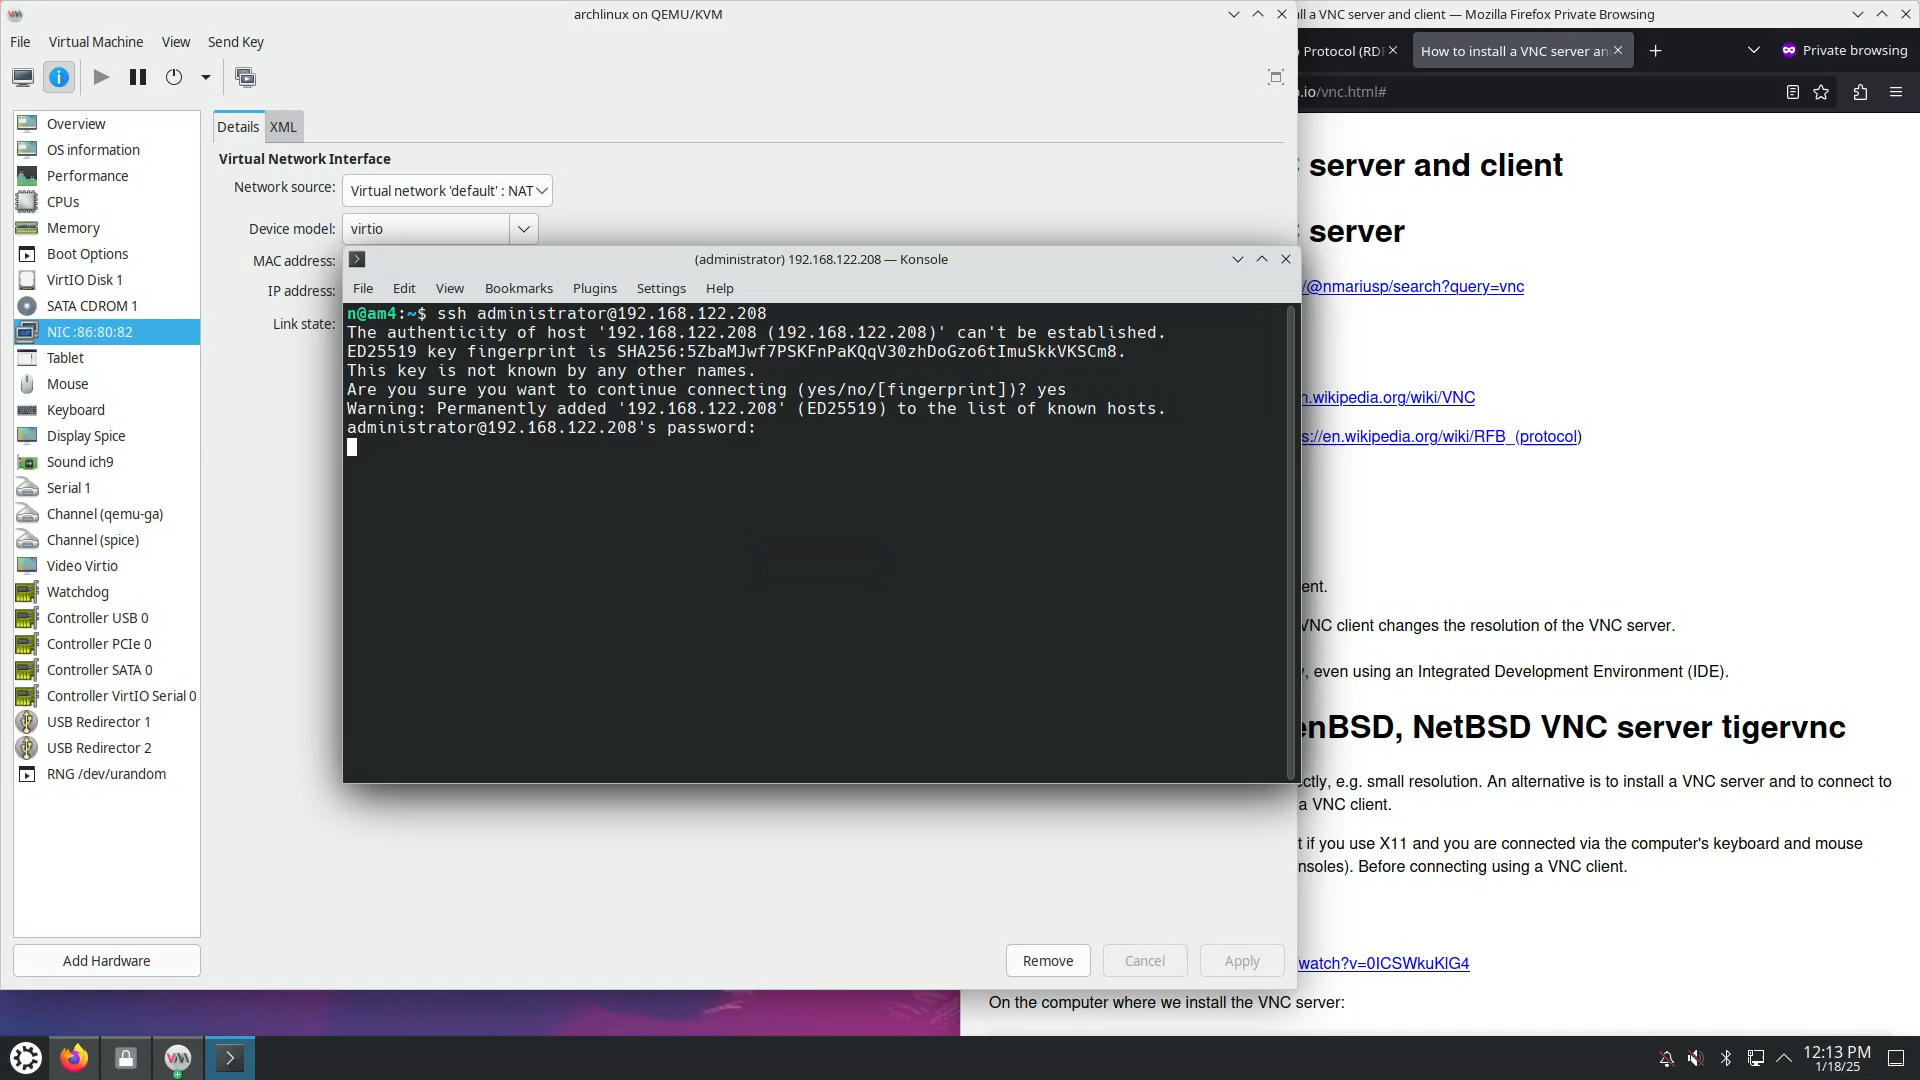 archlinux on QEMU/KVM
ll a VNC server and client — Mozilla Firefox Private Browsing
File Virtual Machine View Send Key
Protocol (RDP
How to install a VNC server an
Private browsing
.io/vnc.html#
Overview
OS information
Performance
CPUs
Memory
Boot Options
VirtIO Disk 1
SATA CDROM 1
NIC :86:80:82
Tablet
Mouse
Keyboard
Display Spice
Sound ich9
Serial 1
Channel (qemu-ga)
Channel (spice)
Video Virtio
Watchdog
Controller USB 0
Controller PCIe 0
Controller SATA 0
Controller VirtIO Serial 0
USB Redirector 1
USB Redirector 2
RNG /dev/urandom
Add Hardware
Details XML
Virtual Network Interface
Network source: Virtual network 'default' : NAT
Device model: virtio
MAC address:
IP address:
Link state:
(administrator) 192.168.122.208 — Konsole
File Edit View Bookmarks Plugins Settings Help
n@am4:~$ ssh administrator@192.168.122.208
The authenticity of host '192.168.122.208 (192.168.122.208)' can't be established.
ED25519 key fingerprint is SHA256:5ZbaMJwf7PSKFnPaKQqV30zhDoGzo6tImuSkkVKSCm8.
This key is not known by any other names.
Are you sure you want to continue connecting (yes/no/[fingerprint])? yes
Warning: Permanently added '192.168.122.208' (ED25519) to the list of known hosts.
administrator@192.168.122.208's password:
Remove Cancel Apply
server and client
server
/@nmariusp/search?query=vnc
n.wikipedia.org/wiki/VNC
s://en.wikipedia.org/wiki/RFB_(protocol)
ent.
VNC client changes the resolution of the VNC server.
, even using an Integrated Development Environment (IDE).
enBSD, NetBSD VNC server tigervnc
ctly, e.g. small resolution. An alternative is to install a VNC server and to connect to
a VNC client.
t if you use X11 and you are connected via the computer's keyboard and mouse
nsoles). Before connecting using a VNC client.
/watch?v=0ICSWkuKlG4
On the computer where we install the VNC server:
12:13 PM
1/18/25